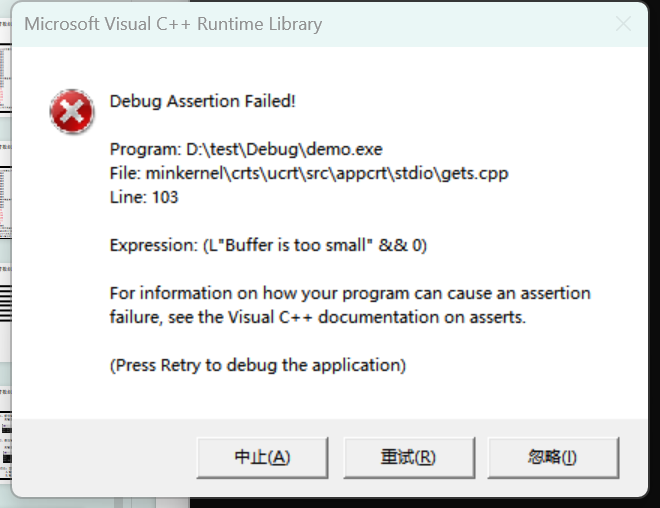 Microsoft Visual C++ Runtime Library
Debug Assertion Failed!
Program: D:\test\Debug\demo.exe
File: minkernel\crts\ucrt\src\appcrt\stdio\gets.cpp
Line: 103
Expression: (L"Buffer is too small" && 0)
For information on how your program can cause an assertion
failure, see the Visual C++ documentation on asserts.
(Press Retry to debug the application)
中止(A)
重试(R)
忽略(I)